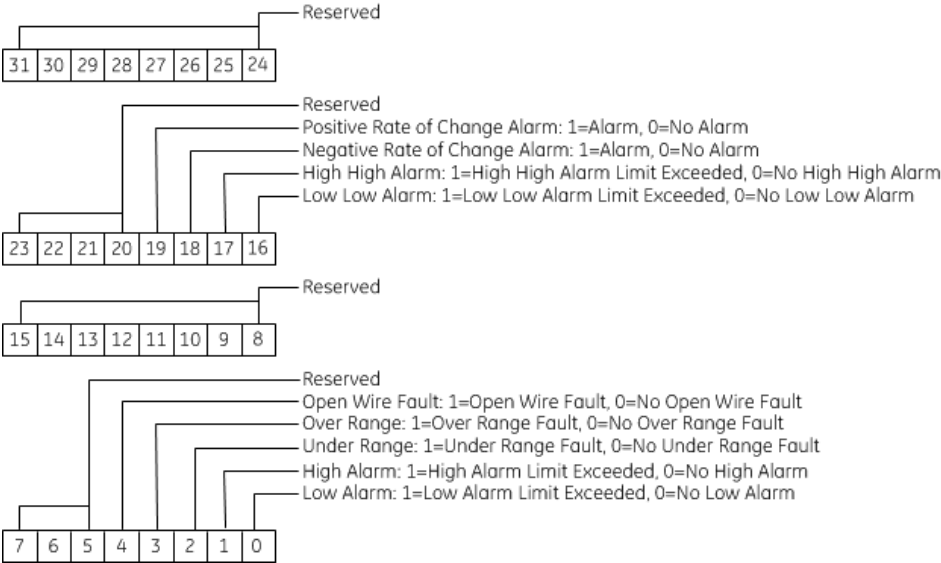 Reserved
31 30 29 28 27 26 25 24
Reserved
Positive Rate of Change Alarm: 1=Alarm, 0=No Alarm
Negative Rate of Change Alarm: 1=Alarm, 0=No Alarm
High High Alarm: 1=High High Alarm Limit Exceeded, 0=No High High Alarm
Low Low Alarm: 1=Low Low Alarm Limit Exceeded, 0=No Low Low Alarm
23 22 21 20 19 18 17 16
Reserved
15 14 13 12 11 10 9 8
Reserved
Open Wire Fault: 1=Open Wire Fault, 0=No Open Wire Fault
Over Range: 1=Over Range Fault, 0=No Over Range Fault
Under Range: 1=Under Range Fault, 0=No Under Range Fault
High Alarm: 1=High Alarm Limit Exceeded, 0=No High Alarm
Low Alarm: 1=Low Alarm Limit Exceeded, 0=No Low Alarm
7 6 5 4 3 2 1 0